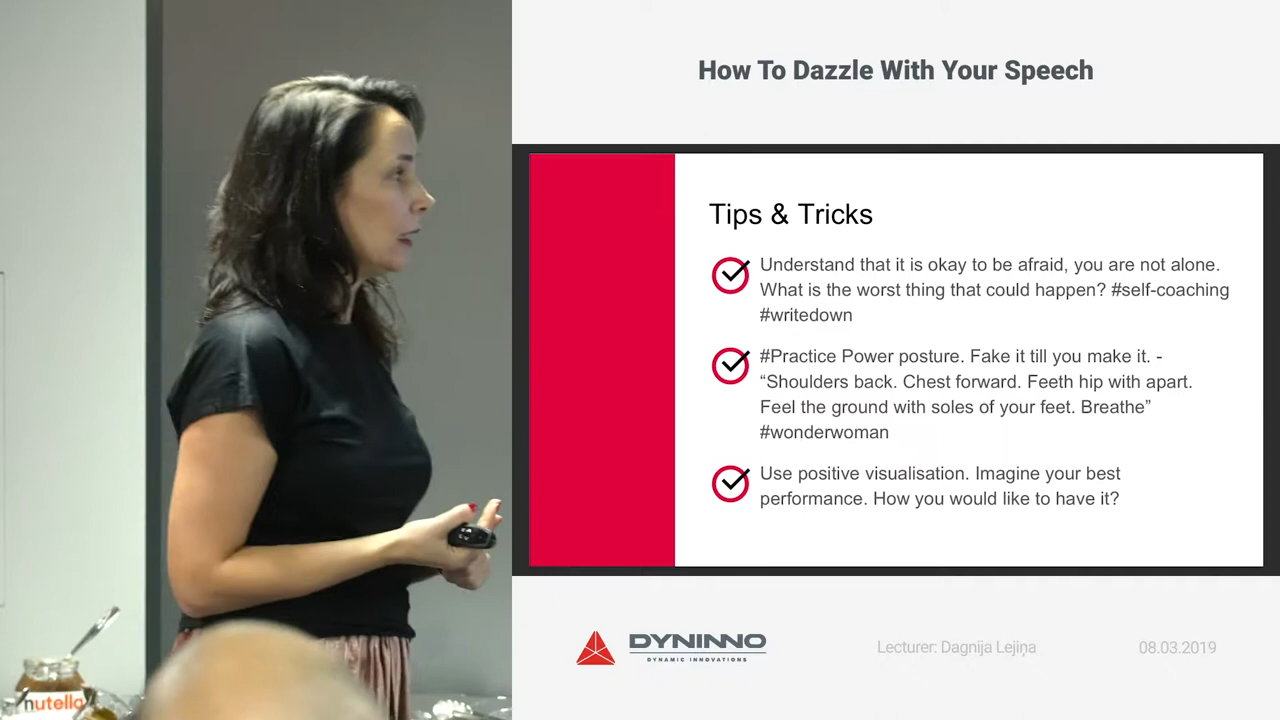 How To Dazzle With Your Speech
Tips & Tricks
Understand that it is okay to be afraid, you are not alone.
What is the worst thing that could happen? #self-coaching
#writedown
#Practice Power posture. Fake it till you make it. -
“Shoulders back. Chest forward. Feeth hip with apart.
Feel the ground with soles of your feet. Breathe”
#wonderwoman
Use positive visualisation. Imagine your best
performance. How you would like to have it?
DYNINNO
DYNAMIC INNOVATIONS
Lecturer: Dagnija Lejiņa
08.03.2019
nutella